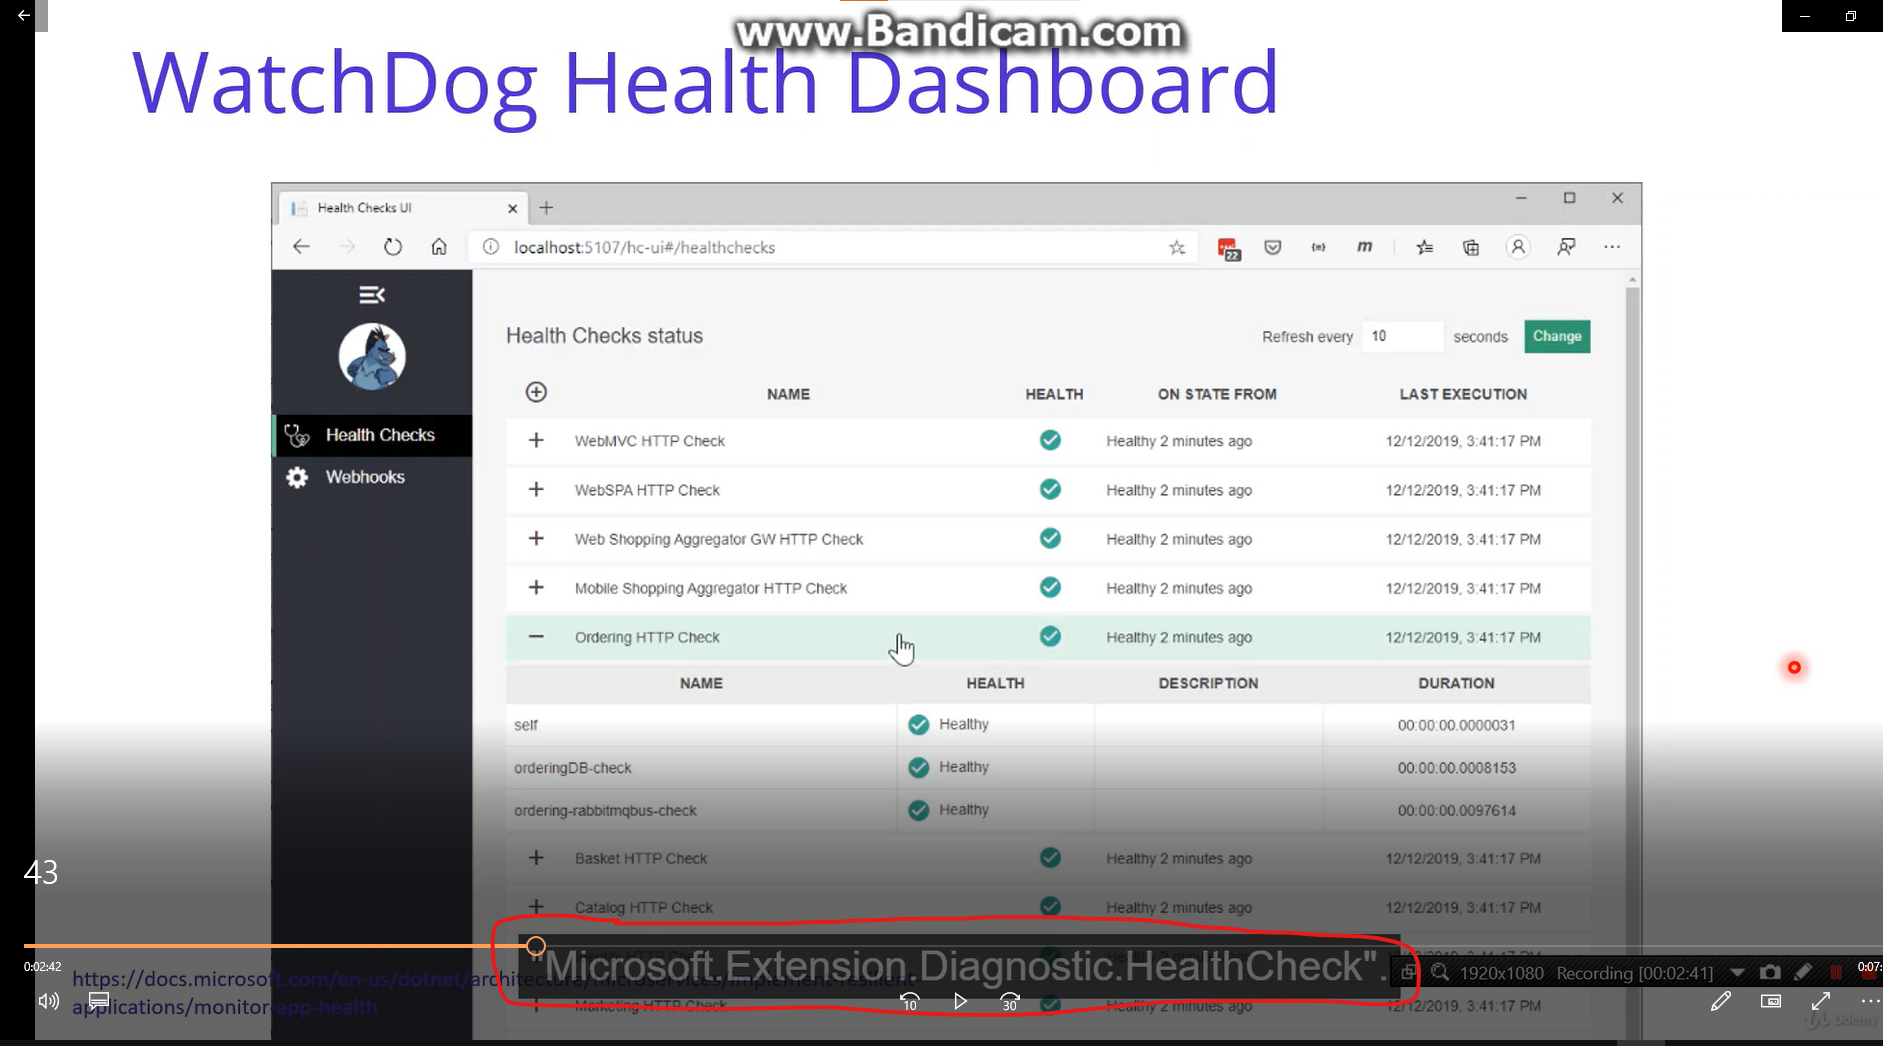 www.Bandicam.com
WatchDog Health Dashboard
Health Checks UI
localhost:5107/hc-ui#/healthchecks
22
m
Health Checks status
Refresh every 10 seconds Change
Health Checks
Webhooks
NAME HEALTH ON STATE FROM LAST EXECUTION
WebMVC HTTP Check Healthy 2 minutes ago 12/12/2019, 3:41:17 PM
WebSPA HTTP Check Healthy 2 minutes ago 12/12/2019, 3:41:17 PM
Web Shopping Aggregator GW HTTP Check Healthy 2 minutes ago 12/12/2019, 3:41:17 PM
Mobile Shopping Aggregator HTTP Check Healthy 2 minutes ago 12/12/2019, 3:41:17 PM
Ordering HTTP Check Healthy 2 minutes ago 12/12/2019, 3:41:17 PM
NAME HEALTH DESCRIPTION DURATION
self Healthy 00:00:00.0000031
orderingDB-check Healthy 00:00:00.0008153
ordering-rabbitmqbus-check Healthy 00:00:00.0097614
Basket HTTP Check Healthy 2 minutes ago 12/12/2019, 3:41:17 PM
Catalog HTTP Check Healthy 2 minutes ago 12/12/2019, 3:41:17 PM
43
"Microsoft.Extension.Diagnostic.HealthCheck".
1920x1080 Recording [00:02:41]
0:02:42
0:07:
https://docs.microsoft.com/en-us/dotnet/architecture/microservices/implement-resilient-
applications/monitor-app-health
Marketing HTTP Check Healthy 2 minutes ago 12/12/2019, 3:41:17 PM
10
30
Udemy